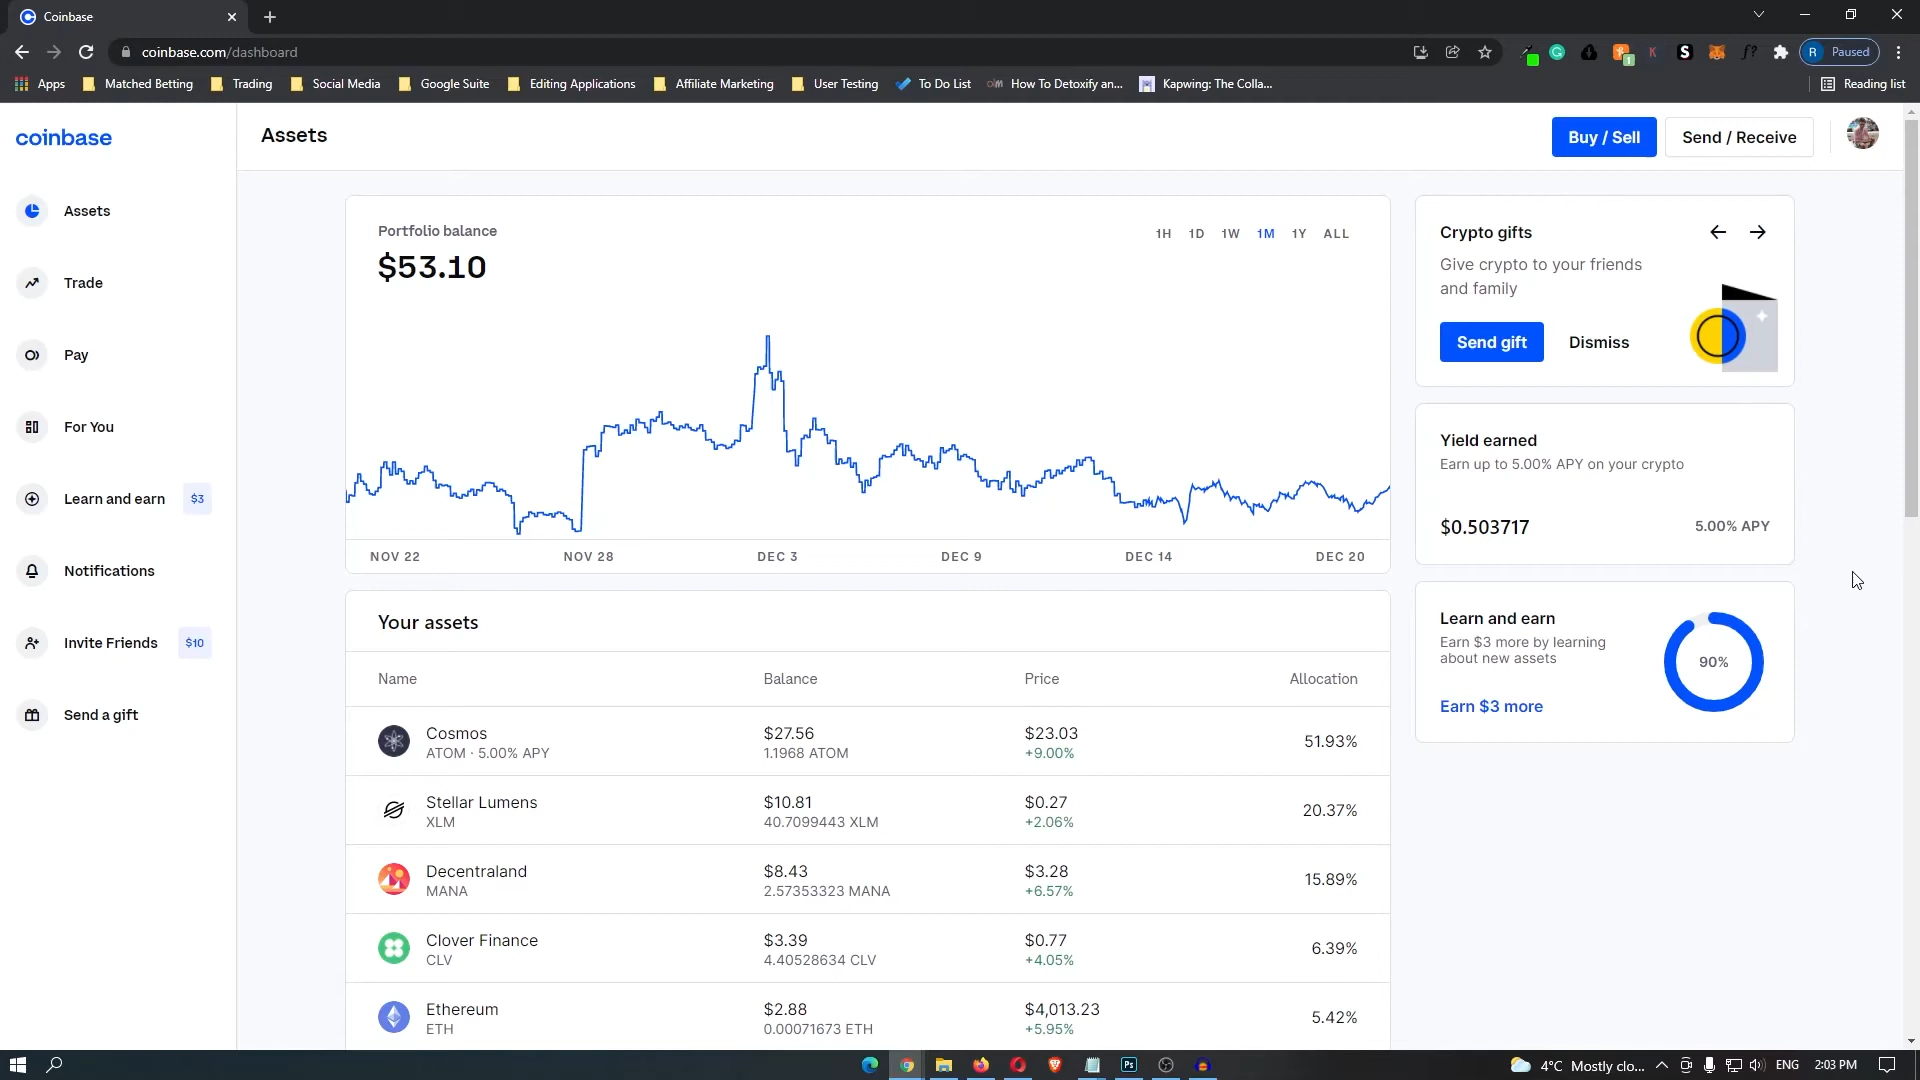 Coinbase
coinbase.com/dashboard
R Paused
Apps Matched Betting Trading Social Media Google Suite Editing Applications Affiliate Marketing User Testing To Do List How To Detoxify an... Kapwing: The Colla... Reading list
coinbase
Assets
Buy / Sell
Send / Receive
Assets
Trade
Pay
For You
Learn and earn $3
Notifications
Invite Friends $10
Send a gift
Portfolio balance
$53.10
1H 1D 1W 1M 1Y ALL
NOV 22 NOV 28 DEC 3 DEC 9 DEC 14 DEC 20
Your assets
Name Balance Price Allocation
Cosmos $27.56 $23.03 51.93%
ATOM · 5.00% APY 1.1968 ATOM +9.00%
Stellar Lumens $10.81 $0.27 20.37%
XLM 40.7099443 XLM +2.06%
Decentraland $8.43 $3.28 15.89%
MANA 2.57353323 MANA +6.57%
Clover Finance $3.39 $0.77 6.39%
CLV 4.40528634 CLV +4.05%
Ethereum $2.88 $4,013.23 5.42%
ETH 0.00071673 ETH +5.95%
Crypto gifts
Give crypto to your friends
and family
Send gift Dismiss
Yield earned
Earn up to 5.00% APY on your crypto
$0.503717 5.00% APY
Learn and earn
Earn $3 more by learning
about new assets
90%
Earn $3 more
4°C Mostly clo... ENG 2:03 PM